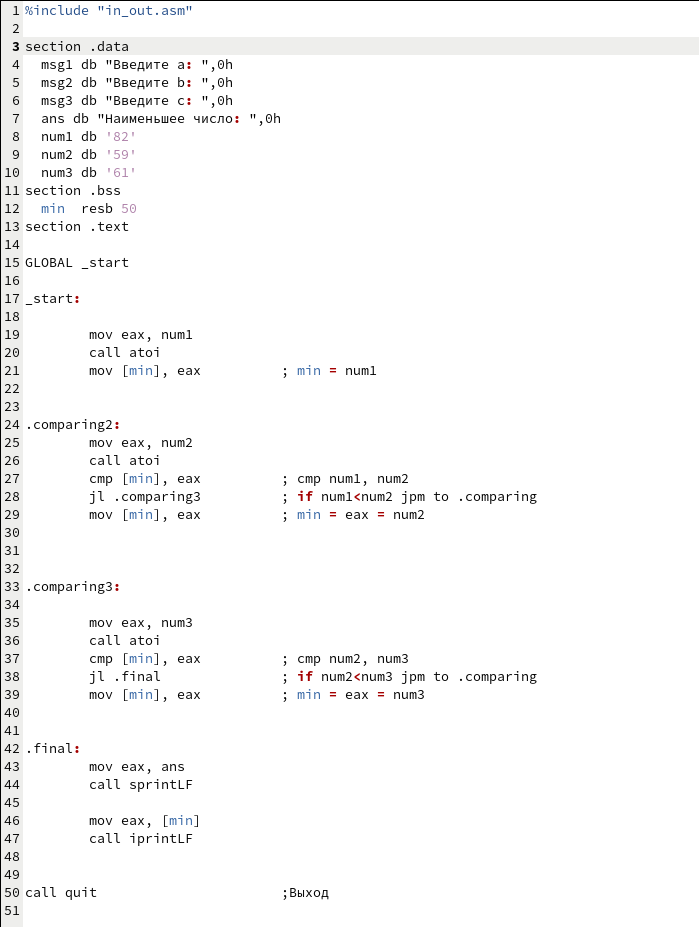 1 %include "in_out.asm"
2
3 section .data
4   msg1 db "Введите a: ",0h
5   msg2 db "Введите b: ",0h
6   msg3 db "Введите c: ",0h
7   ans db "Наименьшее число: ",0h
8   num1 db '82'
9   num2 db '59'
10   num3 db '61'
11 section .bss
12   min  resb 50
13 section .text
14
15 GLOBAL _start
16
17 _start:
18
19         mov eax, num1
20         call atoi
21         mov [min], eax          ; min = num1
22
23
24 .comparing2:
25         mov eax, num2
26         call atoi
27         cmp [min], eax          ; cmp num1, num2
28         jl .comparing3          ; if num1<num2 jpm to .comparing
29         mov [min], eax          ; min = eax = num2
30
31
32
33 .comparing3:
34
35         mov eax, num3
36         call atoi
37         cmp [min], eax          ; cmp num2, num3
38         jl .final               ; if num2<num3 jpm to .comparing
39         mov [min], eax          ; min = eax = num3
40
41
42 .final:
43         mov eax, ans
44         call sprintLF
45
46         mov eax, [min]
47         call iprintLF
48
49
50 call quit                       ;Выход
51